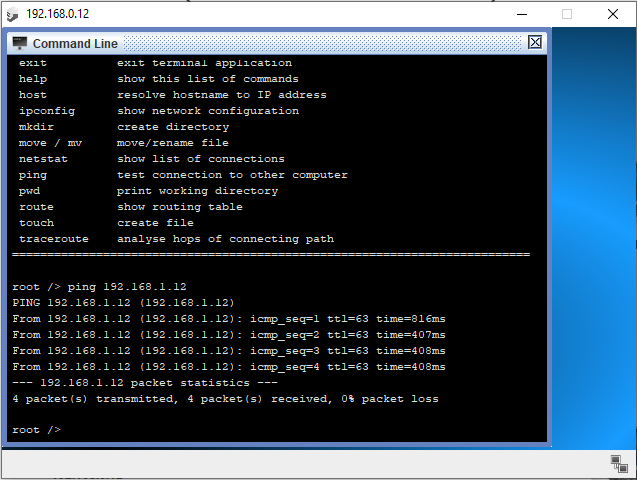 192.168.0.12
Command Line
exit exit terminal application
help show this list of commands
host resolve hostname to IP address
ipconfig show network configuration
mkdir create directory
move / mv move/rename file
netstat show list of connections
ping test connection to other computer
pwd print working directory
route show routing table
touch create file
traceroute analyse hops of connecting path
==========================================================================
root /> ping 192.168.1.12
PING 192.168.1.12 (192.168.1.12)
From 192.168.1.12 (192.168.1.12): icmp_seq=1 ttl=63 time=816ms
From 192.168.1.12 (192.168.1.12): icmp_seq=2 ttl=63 time=407ms
From 192.168.1.12 (192.168.1.12): icmp_seq=3 ttl=63 time=408ms
From 192.168.1.12 (192.168.1.12): icmp_seq=4 ttl=63 time=408ms
--- 192.168.1.12 packet statistics ---
4 packet(s) transmitted, 4 packet(s) received, 0% packet loss
root />